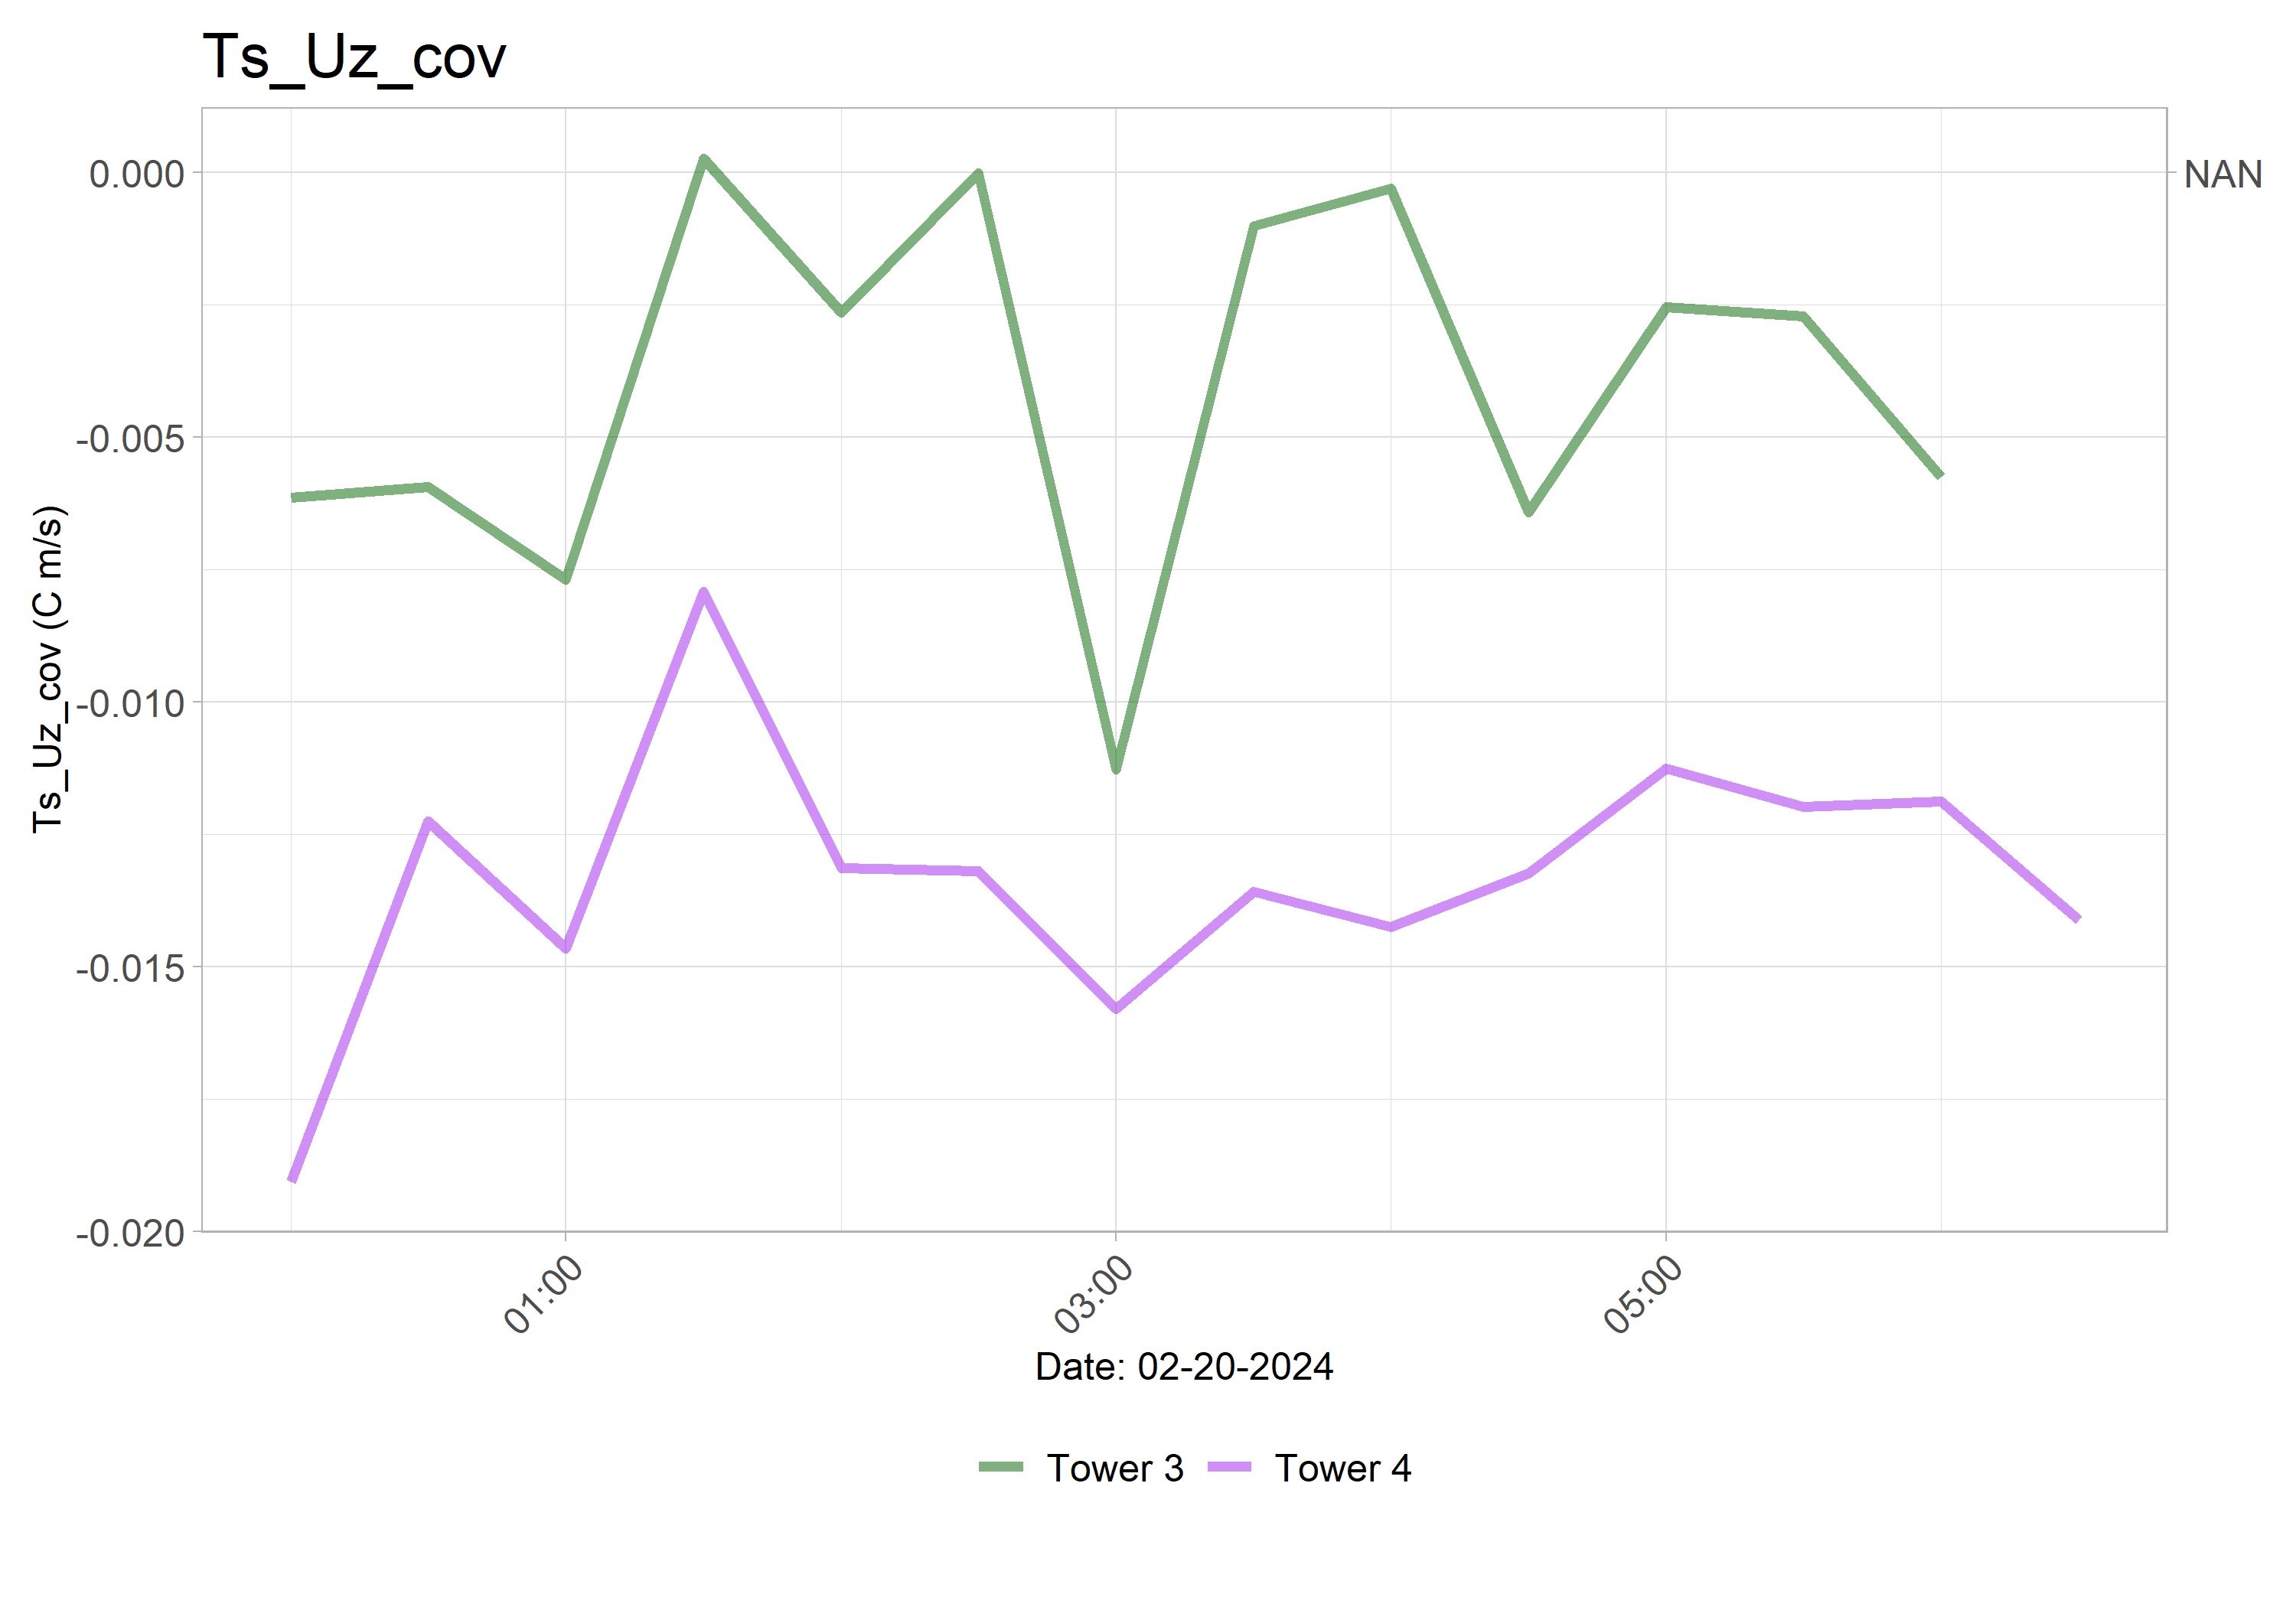 Ts_Uz_cov
0.000
-0.005
-0.010
-0.015
-0.020
NAN
Ts_Uz_cov (C m/s)
01:00
03:00
05:00
Date: 02-20-2024
Tower 3
Tower 4